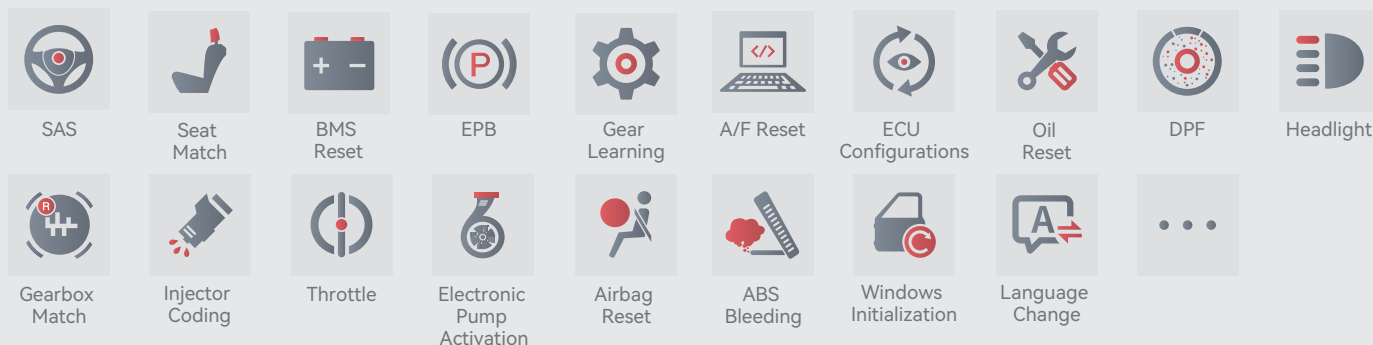 SAS
Seat
Match
BMS
Reset
P
EPB
Gear
Learning
</>
A/F Reset
ECU
Configurations
Oil
Reset
DPF
Headlight
R
Gearbox
Match
Injector
Coding
Throttle
Electronic
Pump
Activation
Airbag
Reset
ABS
Bleeding
Windows
Initialization
A
Language
Change